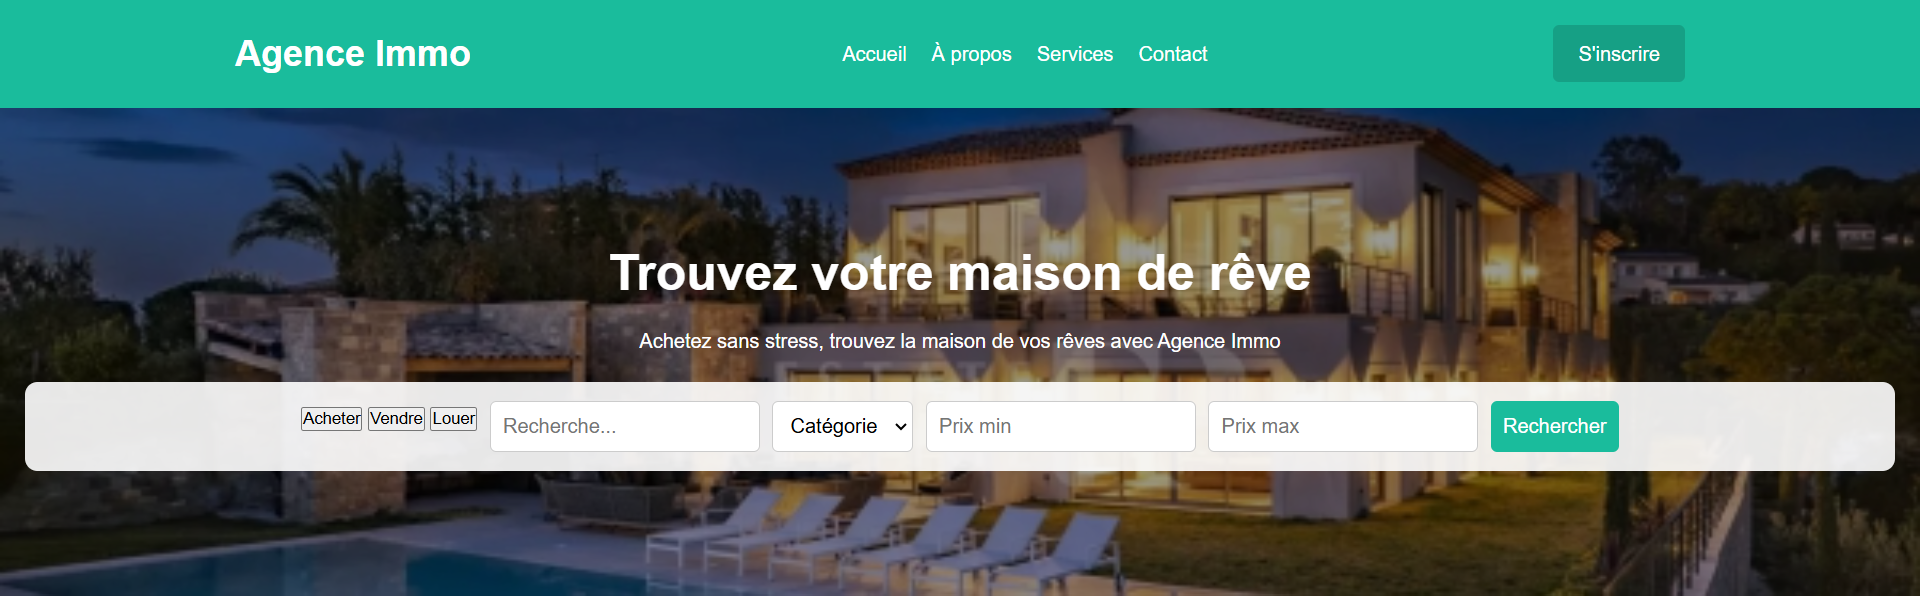 Agence Immo
Accueil À propos Services Contact
S'inscrire
Trouvez votre maison de rêve
Achetez sans stress, trouvez la maison de vos rêves avec Agence Immo
Acheter Vendre Louer Recherche... Catégorie Prix min Prix max Rechercher